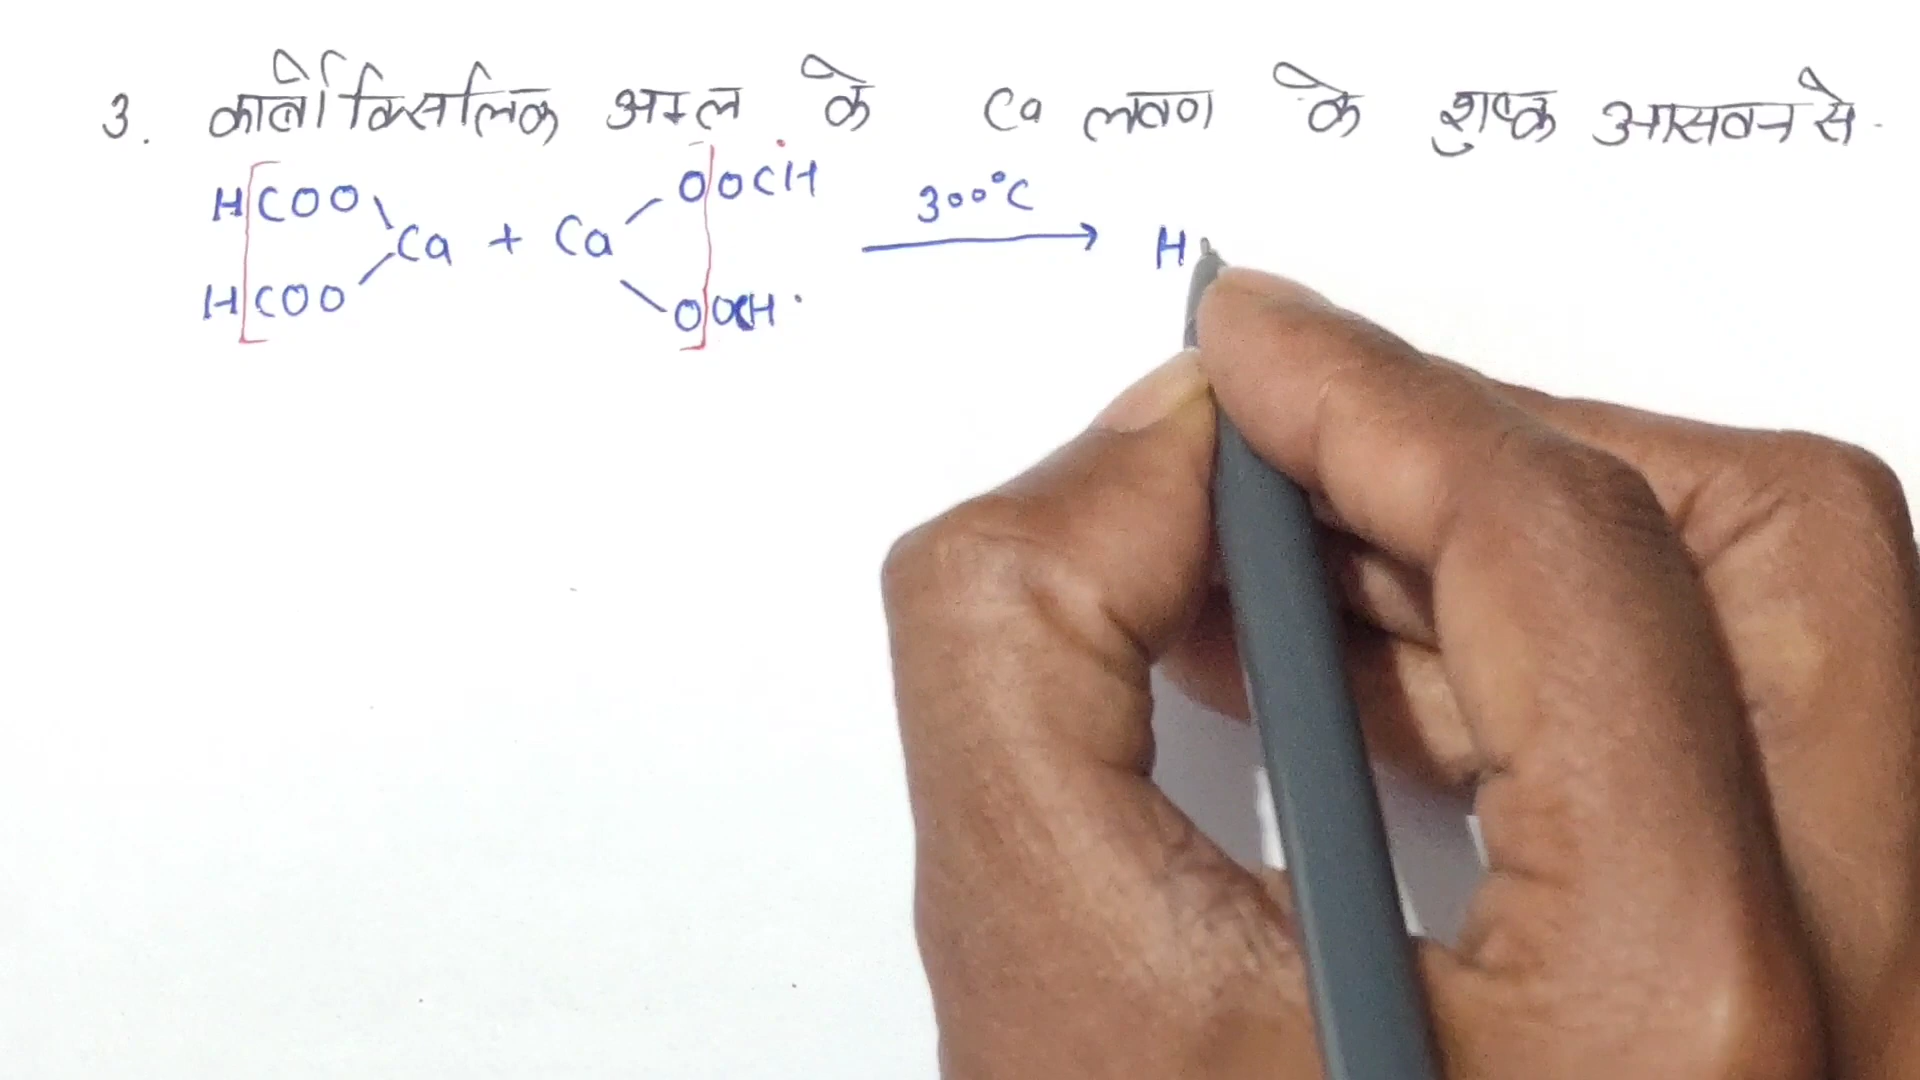 3. कार्बोक्सिलिक अम्ल के Ca लवण के शुष्क आसवन से.
HCOO \ OOCH
Ca + Ca 300°C → H
HCOO / OOCH